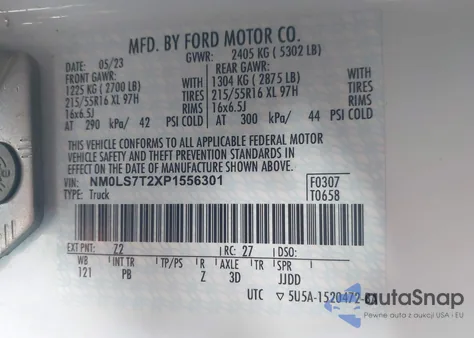 MFD. BY FORD MOTOR CO.
DATE: 05/23 GVWR: 2405 KG ( 5302 LB)
FRONT GAWR: REAR GAWR:
1225 KG ( 2700 LB) 1304 KG ( 2875 LB)
215/55R16 XL 97H TIRES 215/55R16 XL 97H
16x6.5J RIMS 16x6.5J
AT 290 kPa/ 42 PSI COLD AT 300 kPa/ 44 PSI COLD
THIS VEHICLE CONFORMS TO ALL APPLICABLE FEDERAL MOTOR
VEHICLE SAFETY AND THEFT PREVENTION STANDARDS IN
EFFECT ON THE DATE OF MANUFACTURE SHOWN ABOVE.
VIN: NM0LS7T2XP1556301 F0307
TYPE: Truck T0658
EXT PNT: Z2 RC: 27 DSO:
WB INT TR TP/PS R AXLE TR SPR
121 PB Z 3D JJDD
UTC ▽ 5U5A-1520472-
autoSnap
Pewne auta z USA i EU